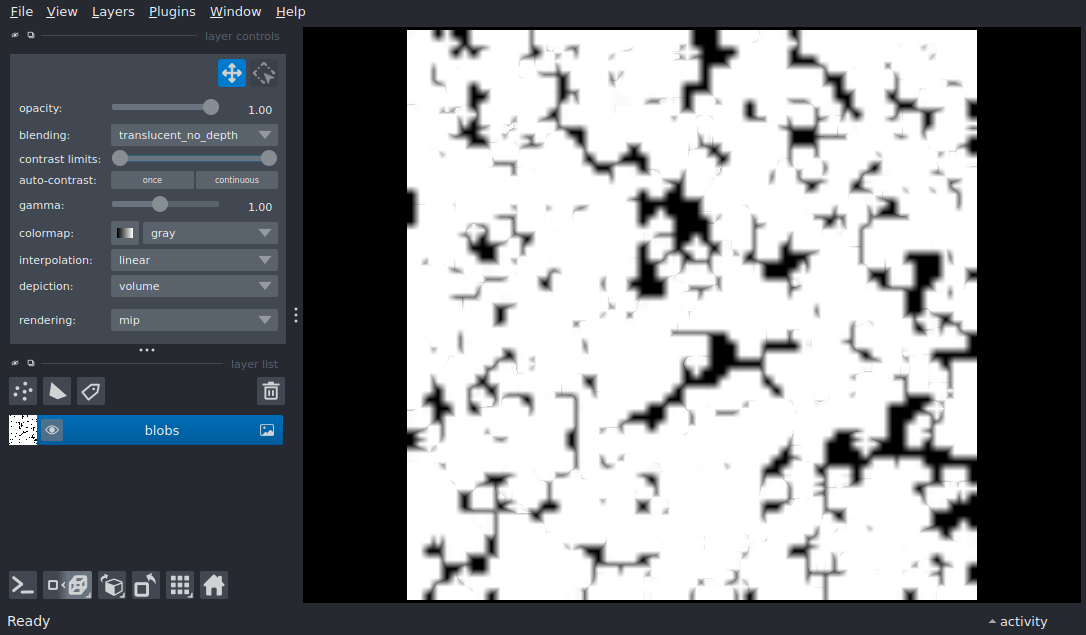 File View Layers Plugins Window Help
layer controls
opacity: 1.00
blending: translucent_no_depth
contrast limits:
auto-contrast: once continuous
gamma: 1.00
colormap: gray
interpolation: linear
depiction: volume
rendering: mip
layer list
blobs
Ready activity